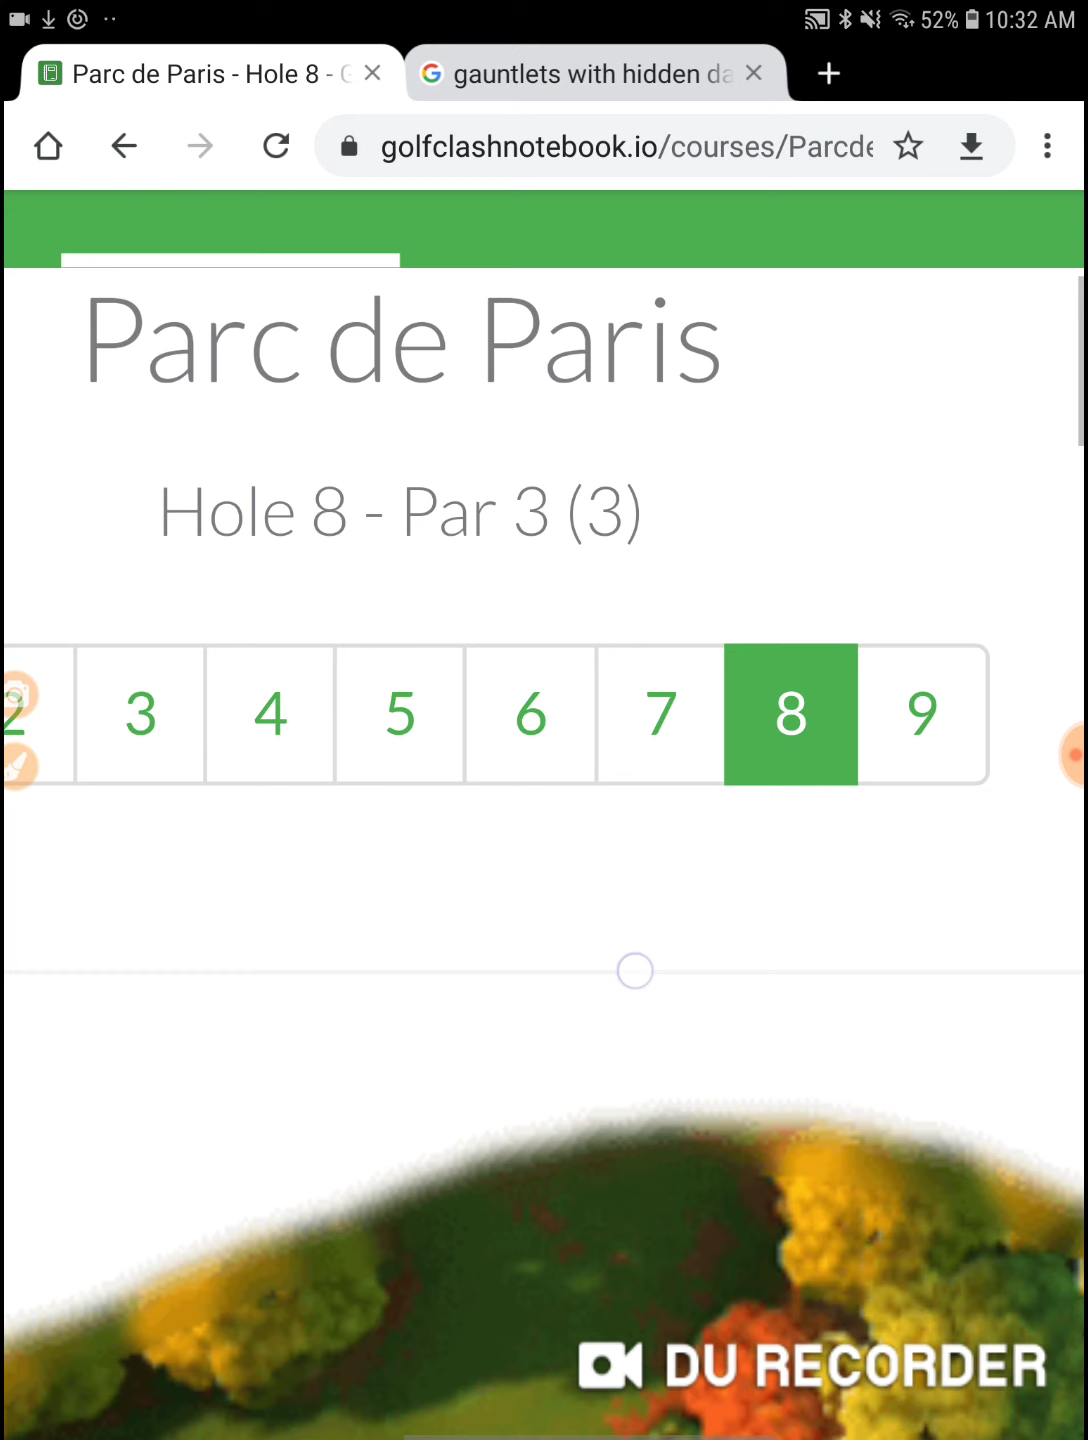 52% 10:32 AM
Parc de Paris - Hole 8 - G
gauntlets with hidden da
golfclashnotebook.io/courses/Parcde
Parc de Paris
Hole 8 - Par 3 (3)
2 3 4 5 6 7 8 9
DU RECORDER